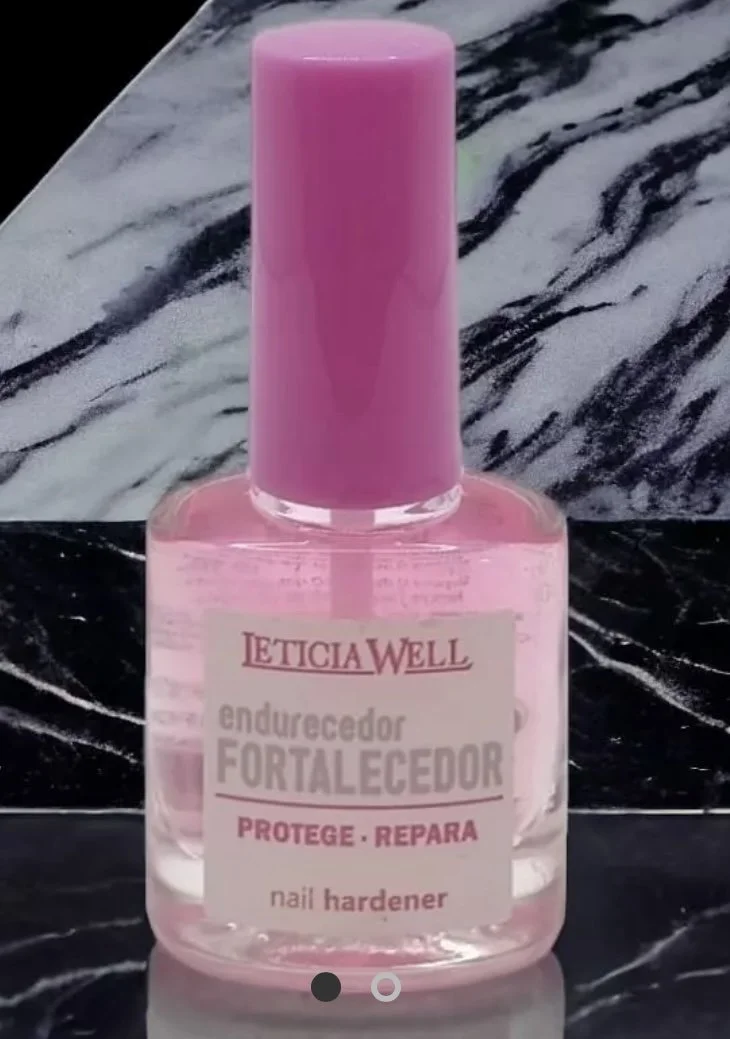 LETICIA WELL
endurecedor
FORTALECEDOR
PROTEGE · REPARA
nail hardener